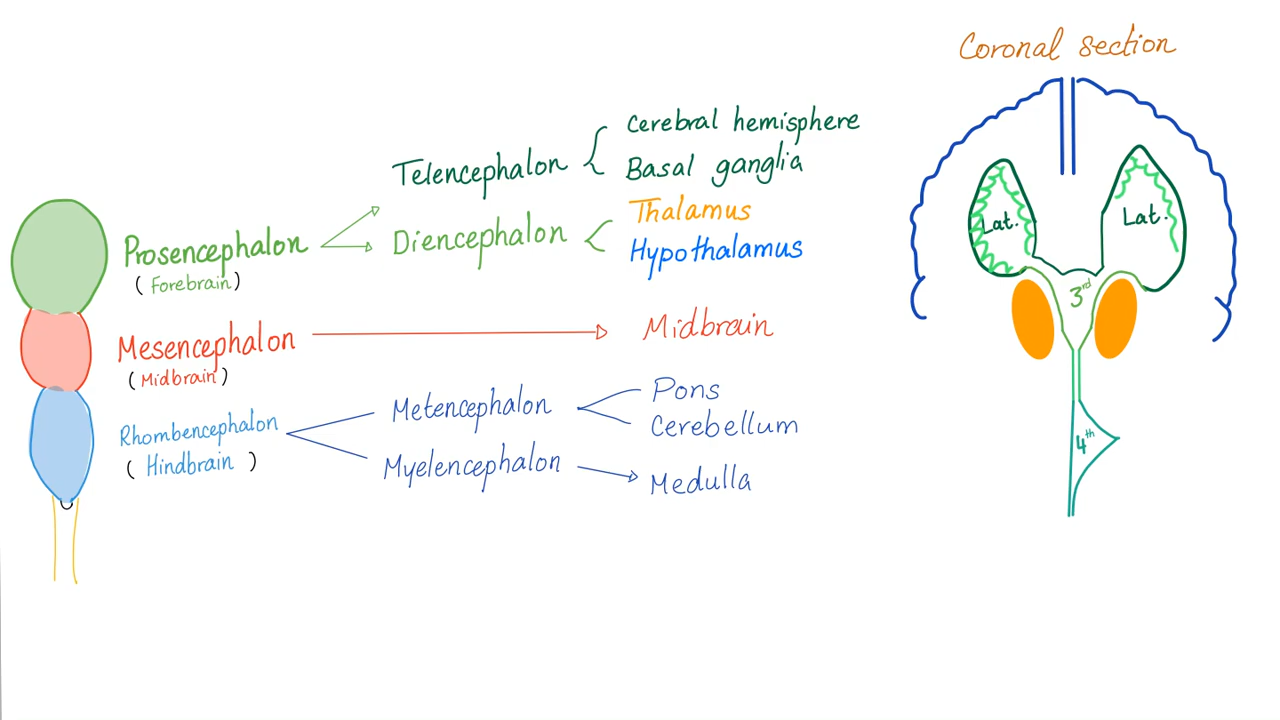 Coronal section
Cerebral hemisphere
Telencephalon
Basal ganglia
Thalamus
Prosencephalon
Diencephalon
Hypothalamus
( Forebrain )
Mesencephalon
Midbrain
( Midbrain )
Rhombencephalon
( Hindbrain )
Metencephalon
Pons
Cerebellum
Myelencephalon
Medulla
Lat.
Lat.
3rd
4th